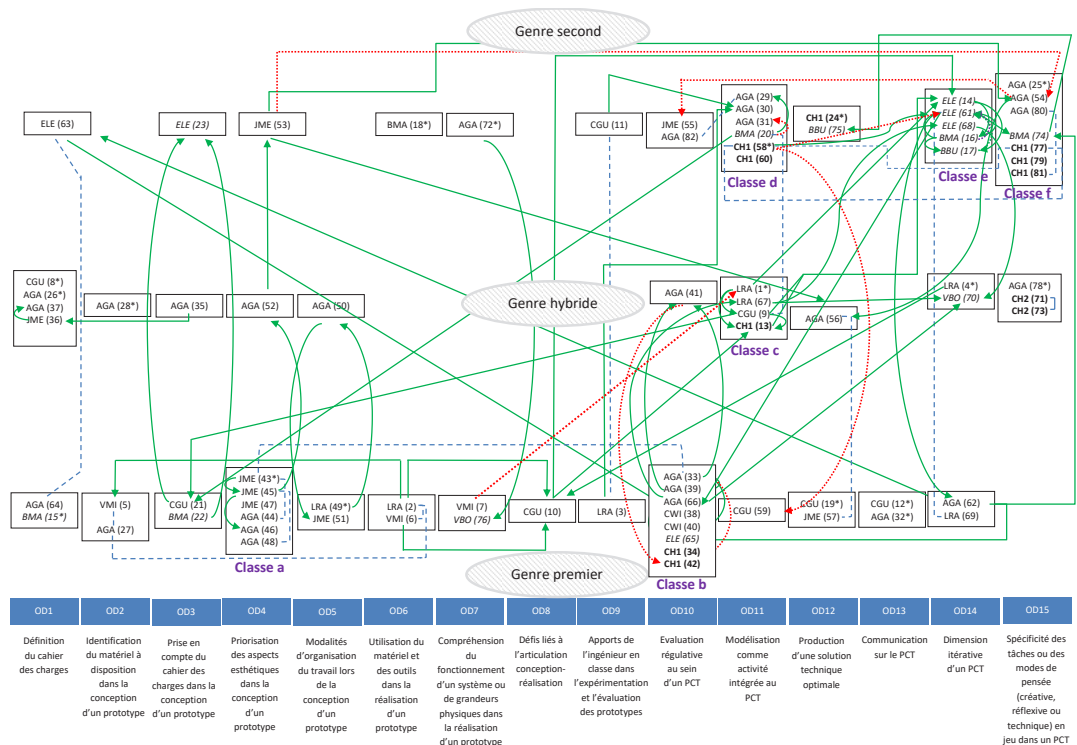 Genre second
ELE (63)
ELE (23)
JME (53)
BMA (18*)
AGA (72*)
CGU (11)
JME (55)
AGA (82)
AGA (29)
AGA (30)
AGA (31)
BMA (20)
CH1 (58*)
CH1 (60)
Classe d
CH1 (24*)
BBU (75)
ELE (14)
ELE (61)
ELE (68)
BMA (16)
BBU (17)
Classe e
AGA (25*)
AGA (54)
AGA (80)
BMA (74)
CH1 (77)
CH1 (79)
CH1 (81)
Classe f
Genre hybride
CGU (8*)
AGA (26*)
AGA (37)
JME (36)
AGA (28*)
AGA (35)
AGA (52)
AGA (50)
AGA (41)
LRA (1*)
LRA (67)
CGU (9)
CH1 (13)
Classe c
AGA (56)
LRA (4*)
VBO (70)
AGA (78*)
CH2 (71)
CH2 (73)
AGA (64)
BMA (15*)
VMI (5)
AGA (27)
CGU (21)
BMA (22)
JME (43*)
JME (45)
JME (47)
AGA (44)
AGA (46)
AGA (48)
Classe a
LRA (49*)
JME (51)
LRA (2)
VMI (6)
VMI (7)
VBO (76)
CGU (10)
LRA (3)
AGA (33)
AGA (39)
AGA (66)
CWI (38)
CWI (40)
ELE (65)
CH1 (34)
CH1 (42)
Classe b
CGU (59)
CGU (19*)
JME (57)
CGU (12*)
AGA (32*)
AGA (62)
LRA (69)
Genre premier
OD1
OD2
OD3
OD4
OD5
OD6
OD7
OD8
OD9
OD10
OD11
OD12
OD13
OD14
OD15
Définition
du cahier
des charges
Identification
du matériel à
disposition
dans la
conception
d'un prototype
Prise en
compte du
cahier des
charges dans la
conception
d'un prototype
Priorisation
des aspects
esthétiques
dans la
conception
d'un
prototype
Modalités
d'organisation
du travail lors
de la
conception
d'un
prototype
Utilisation du
matériel et
des outils
dans la
réalisation
d'un
prototype
Compréhension
du
fonctionnement
d'un système ou
de grandeurs
physiques dans
la réalisation
d'un prototype
Défis liés à
l'articulation
conception-
réalisation
Apports de
l'ingénieur en
classe dans
l'expérimentation
et l'évaluation
des prototypes
Evaluation
régulative au
sein
d'un PCT
Modélisation
comme
activité
intégrée au
PCT
Production
d'une solution
technique
optimale
Communication
sur le PCT
Dimension
itérative
d'un PCT
Spécificité des
tâches ou des
modes de
pensée
(créative,
réflexive ou
technique) en
jeu dans un PCT